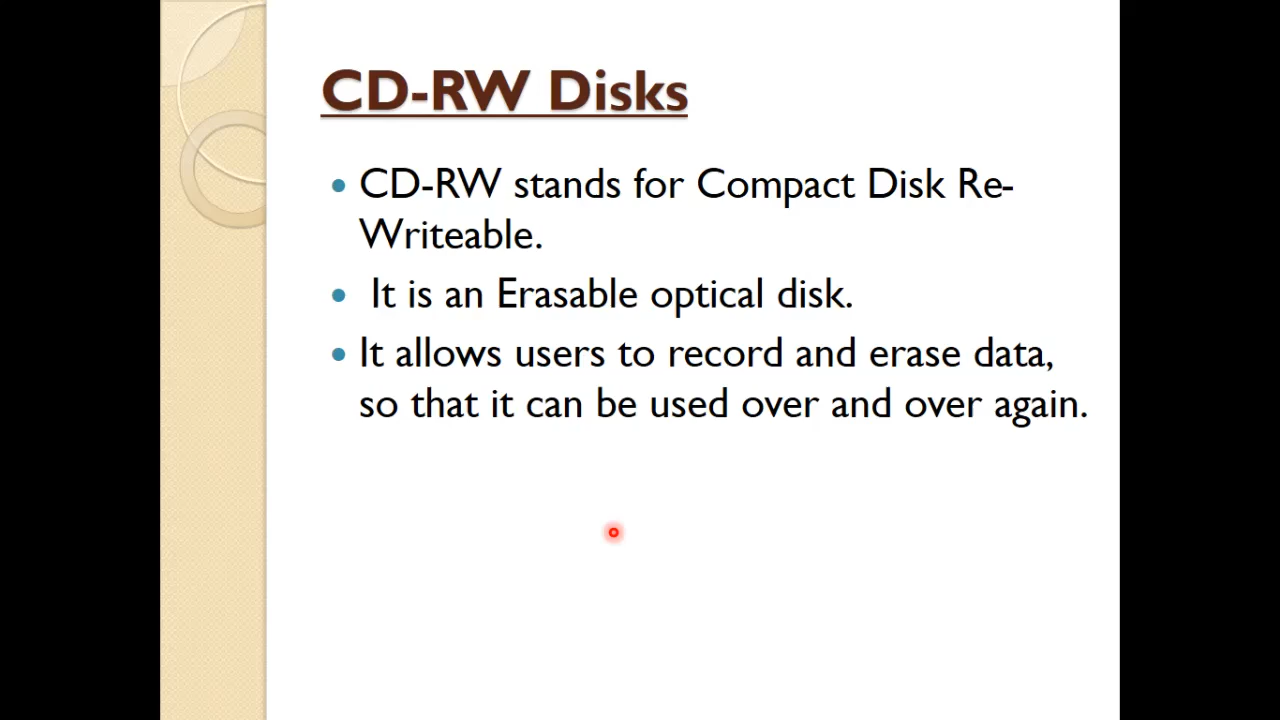 CD-RW Disks
• CD-RW stands for Compact Disk Re-
Writeable.
• It is an Erasable optical disk.
• It allows users to record and erase data,
so that it can be used over and over again.